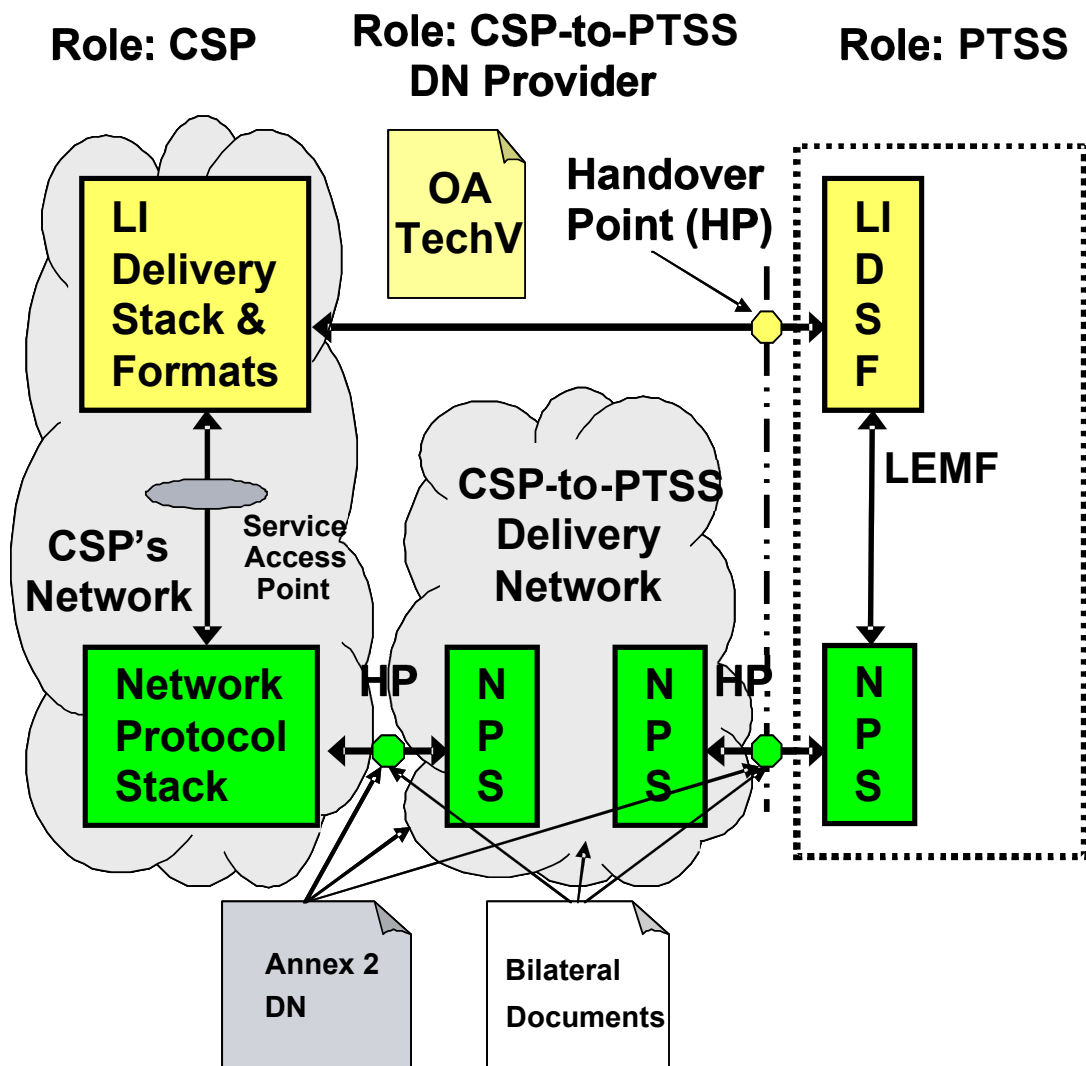 Role: CSP
Role: CSP-to-PTSS
DN Provider
Role: PTSS
OA
TechV
Handover
Point (HP)
LI
Delivery
Stack &
Formats
LI
D
S
F
CSP-to-PTSS
Delivery
Network
LEMF
CSP's
Network
Service
Access
Point
Network
Protocol
Stack
HP
N
P
S
N
P
S
HP
N
P
S
Annex 2
DN
Bilateral
Documents